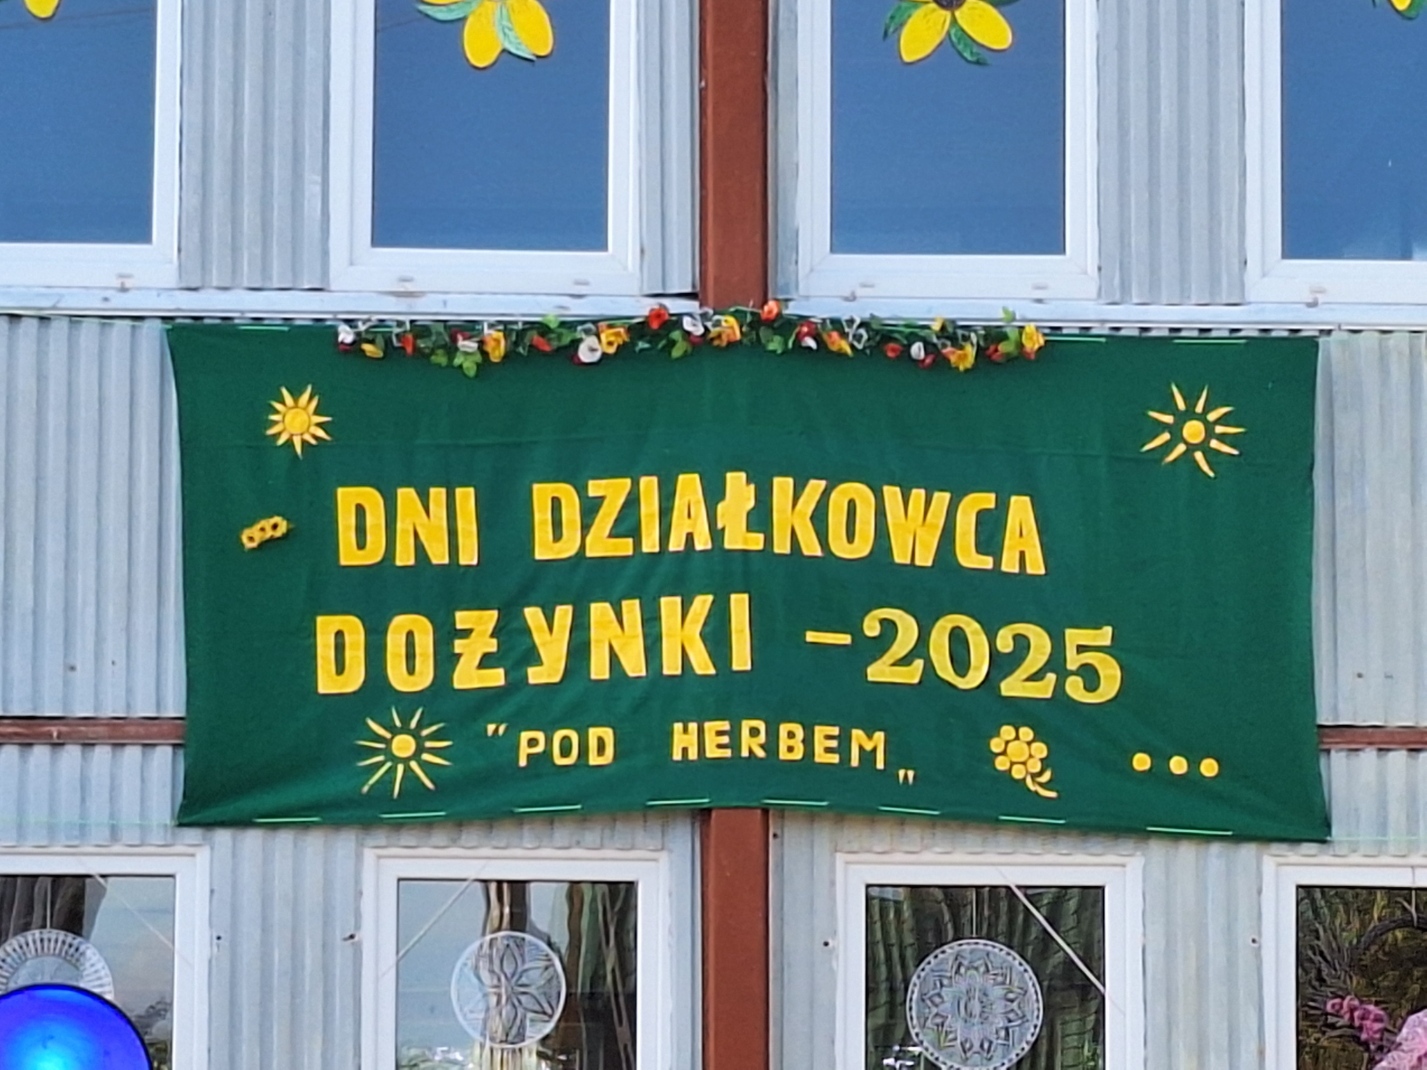 DNI DZIAŁKOWCA
DOŻYNKI - 2025
"POD HERBEM„